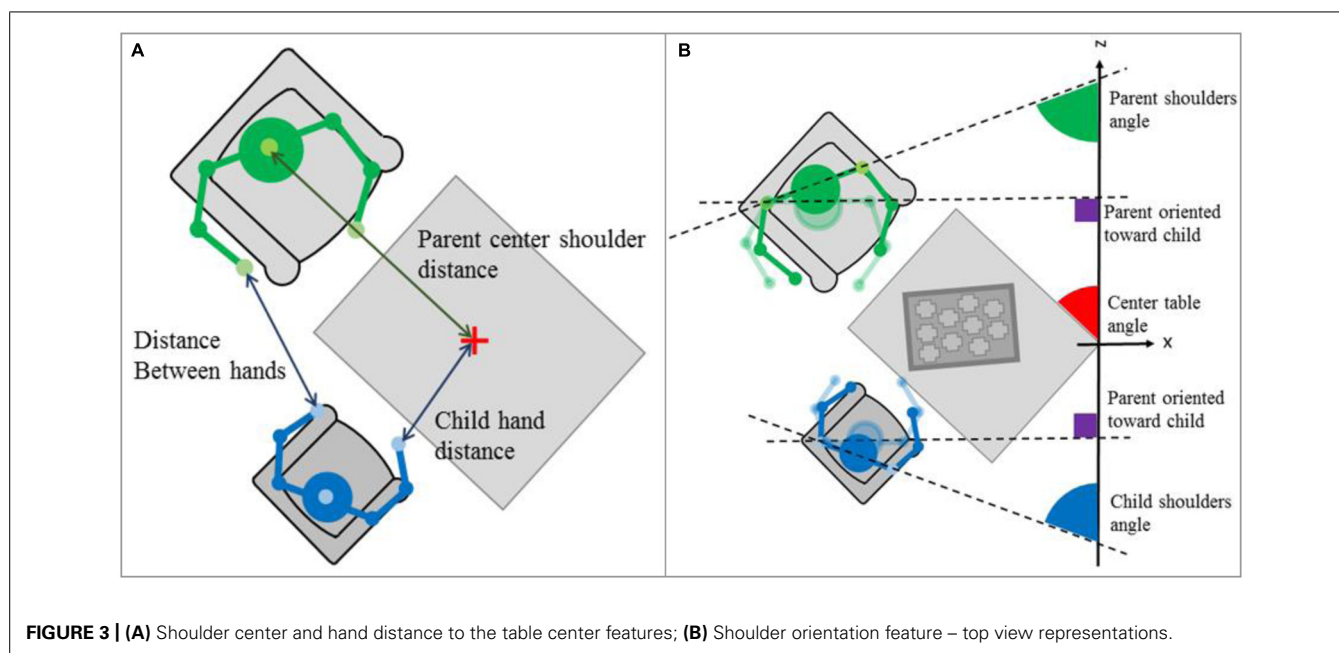 A
Parent center shoulder
distance
Distance
Between hands
Child hand
distance
B
Z
Parent shoulders
angle
Parent oriented
toward child
Center table
angle
X
Parent oriented
toward child
Child shoulders
angle
FIGURE 3 | (A) Shoulder center and hand distance to the table center features; (B) Shoulder orientation feature – top view representations.